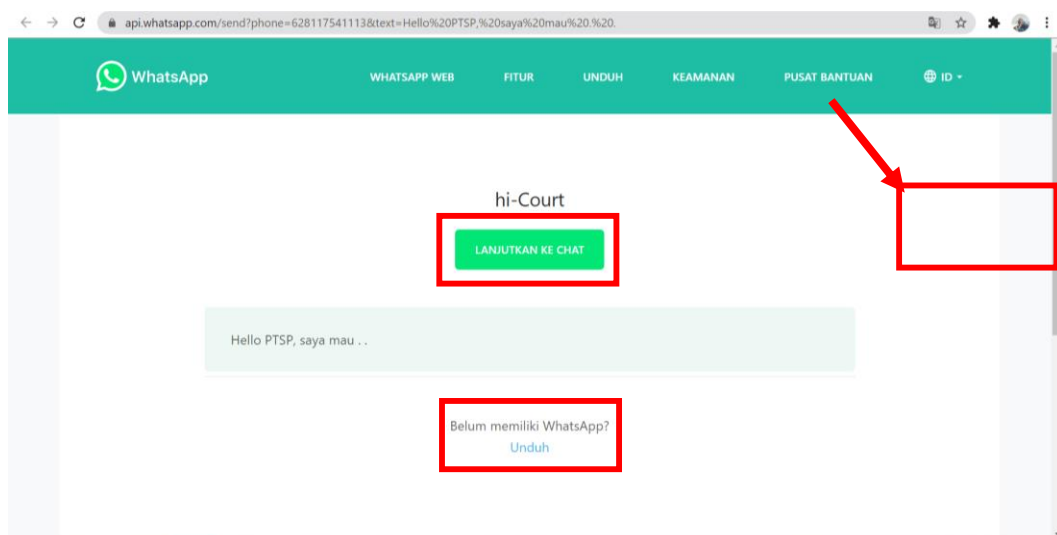 api.whatsapp.com/send?phone=628117541113&text=Hello%20PTSP,%20saya%20mau%20.%20.
WhatsApp
WHATSAPP WEB FITUR UNDUH KEAMANAN PUSAT BANTUAN ID
hi-Court
LANJUTKAN KE CHAT
Hello PTSP, saya mau . .
Belum memiliki WhatsApp?
Unduh